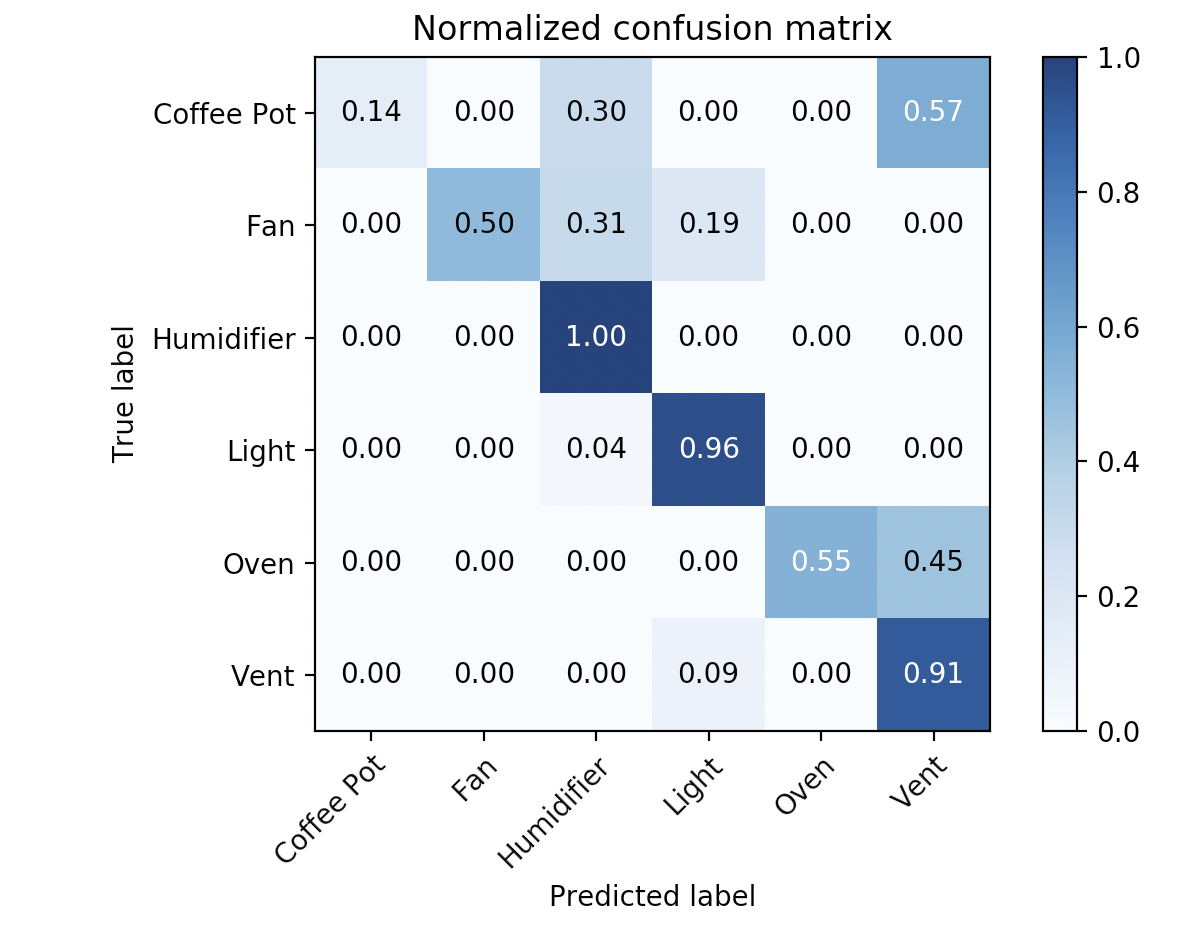 Normalized confusion matrix
Coffee Pot 0.14 0.00 0.30 0.00 0.00 0.57
Fan 0.00 0.50 0.31 0.19 0.00 0.00
Humidifier 0.00 0.00 1.00 0.00 0.00 0.00
Light 0.00 0.00 0.04 0.96 0.00 0.00
Oven 0.00 0.00 0.00 0.00 0.55 0.45
Vent 0.00 0.00 0.00 0.09 0.00 0.91
True label
Coffee Pot Fan Humidifier Light Oven Vent
Predicted label
1.0
0.8
0.6
0.4
0.2
0.0